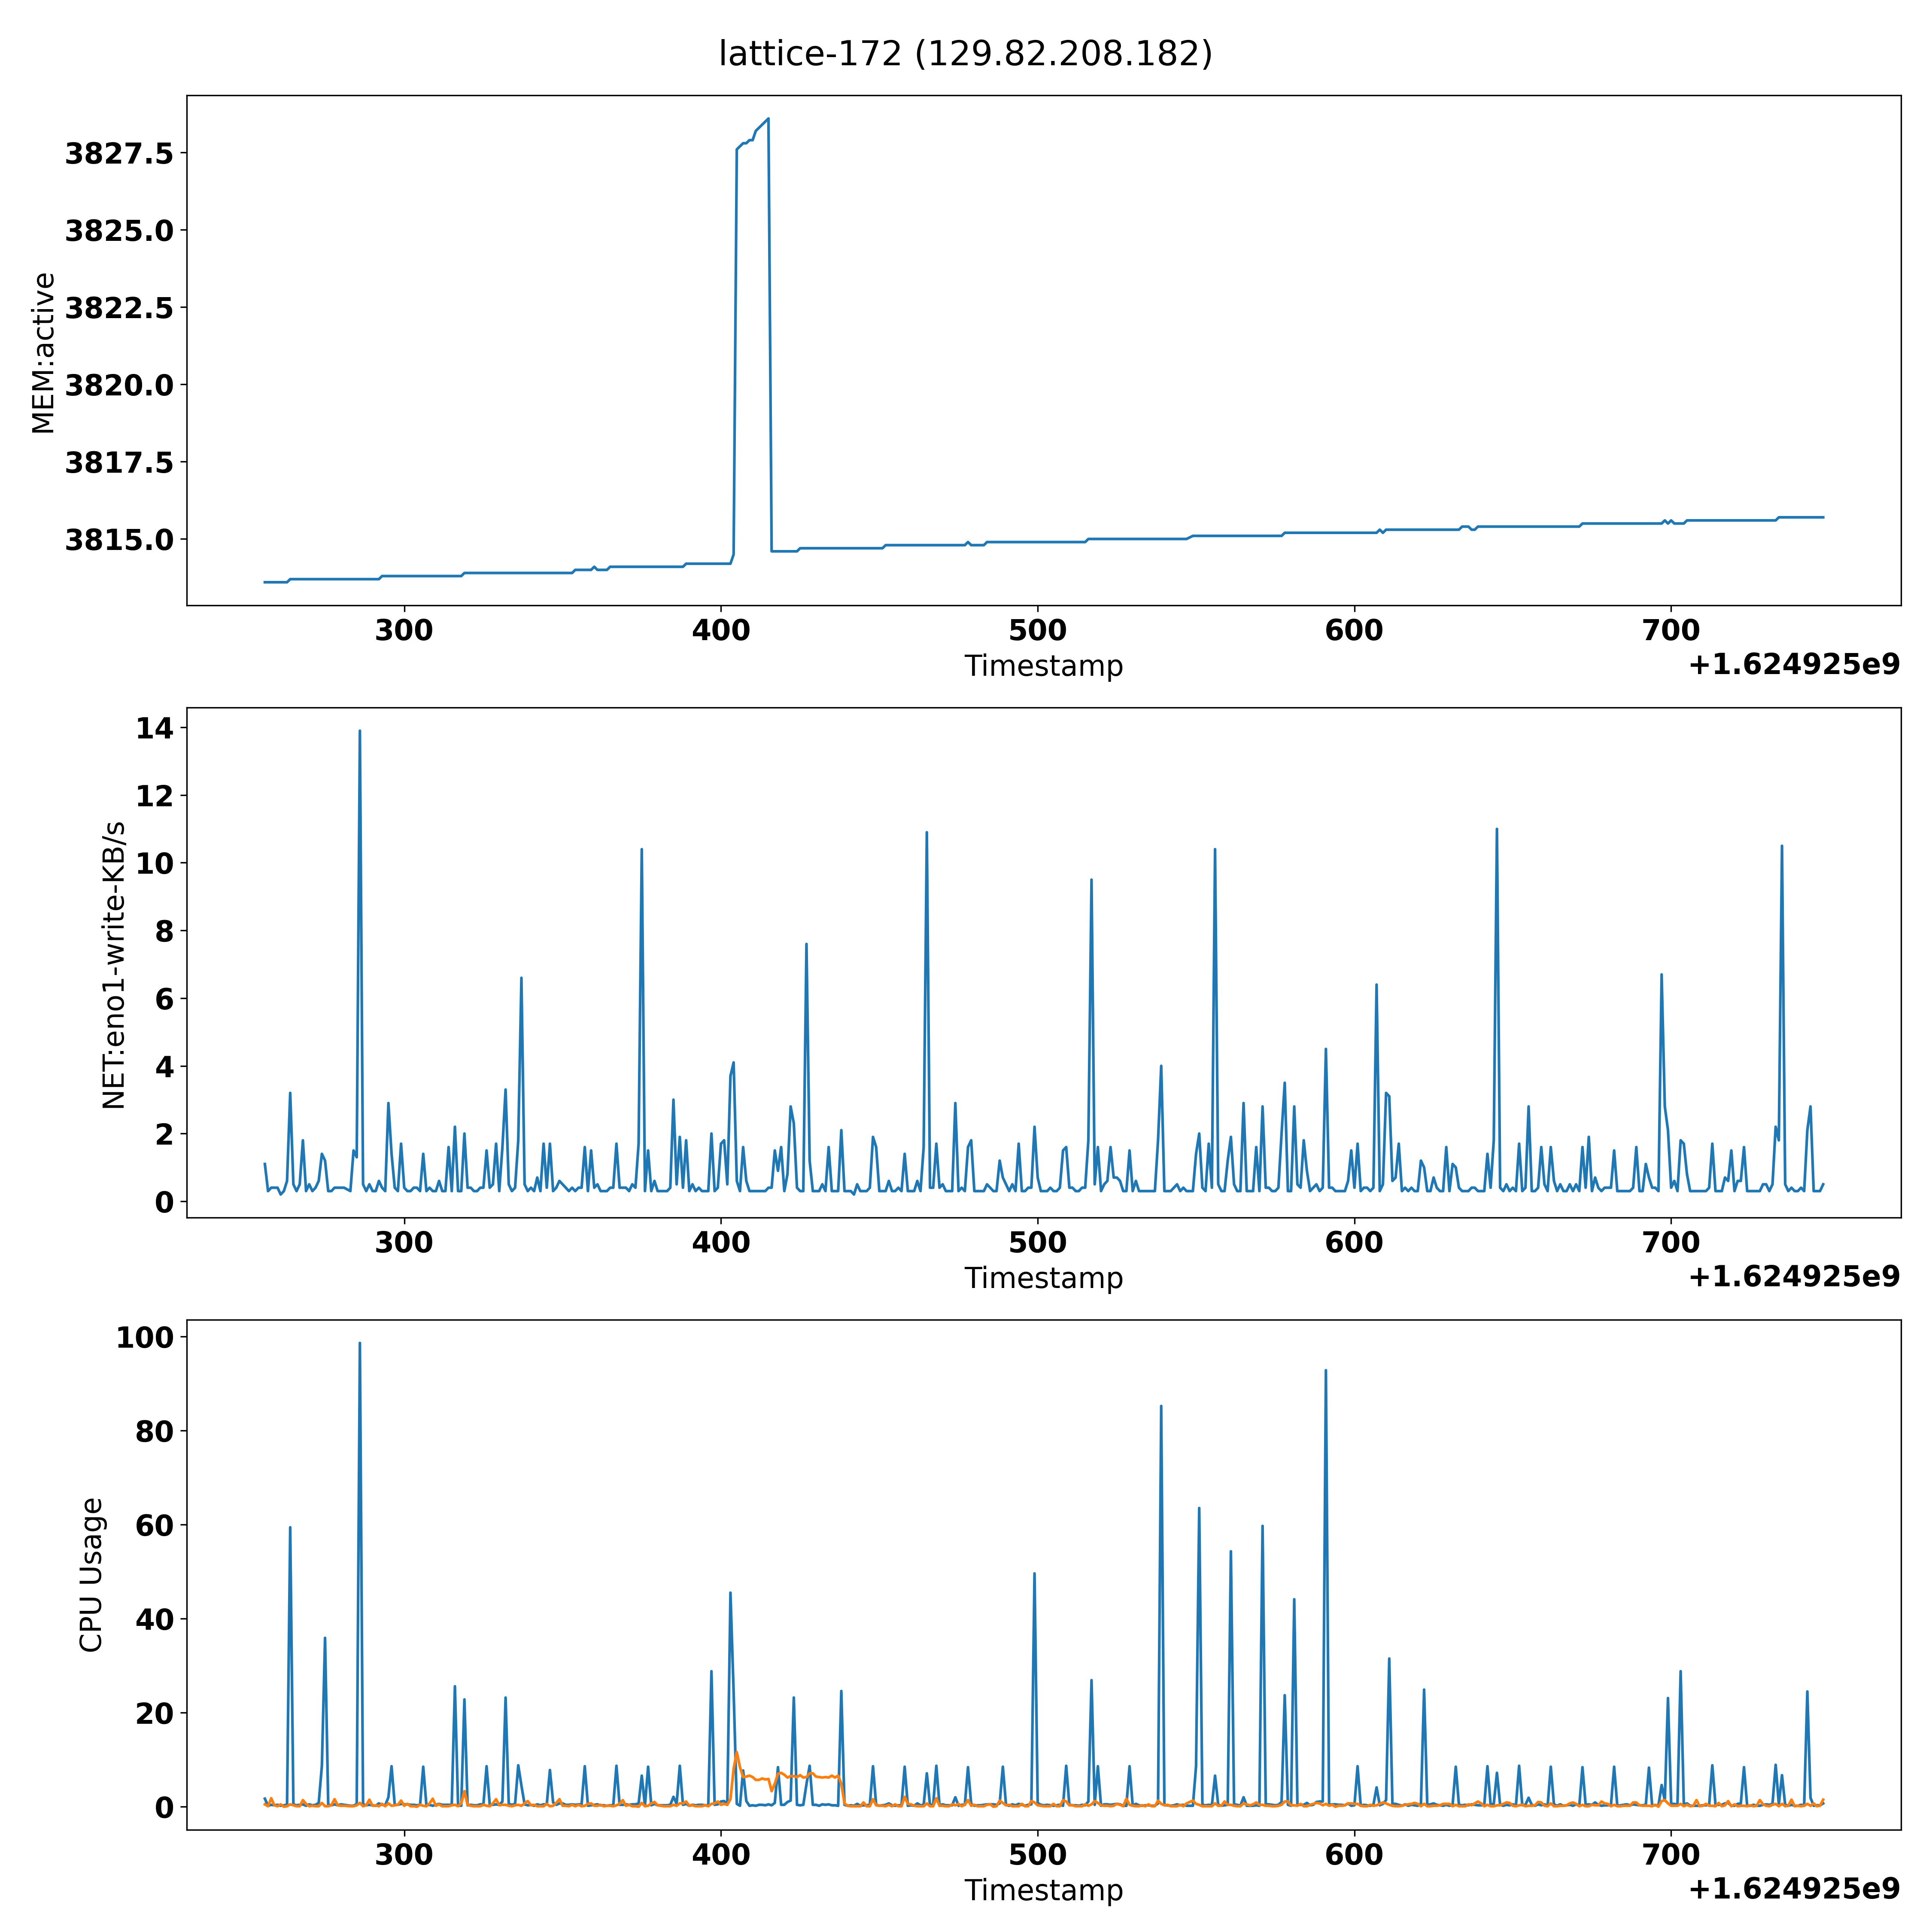 lattice-172 (129.82.208.182)
3827.5
3825.0
3822.5
3820.0
3817.5
3815.0
MEM:active
300 400 500 600 700
Timestamp
+1.624925e9
14
12
10
8
6
4
2
0
NET:eno1-write-KB/s
300 400 500 600 700
Timestamp
+1.624925e9
100
80
60
40
20
0
CPU Usage
300 400 500 600 700
Timestamp
+1.624925e9